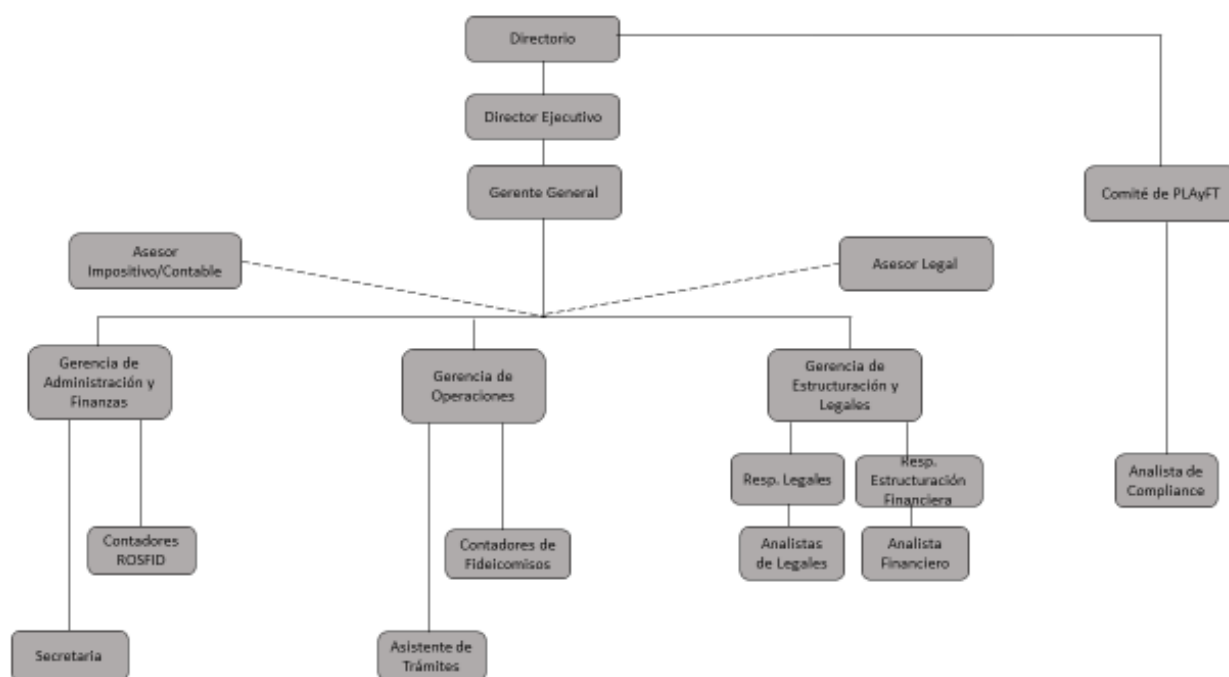 Directorio
Director Ejecutivo
Gerente General
Comité de PLAyFT
Asesor
Impositivo/Contable
Asesor Legal
Gerencia de
Administración y
Finanzas
Gerencia de
Operaciones
Gerencia de
Estructuración y
Legales
Resp. Legales
Resp.
Estructuración
Financiera
Analista de
Compliance
Contadores
ROSFID
Contadores de
Fideicomisos
Analistas
de Legales
Analista
Financiero
Secretaria
Asistente de
Trámites